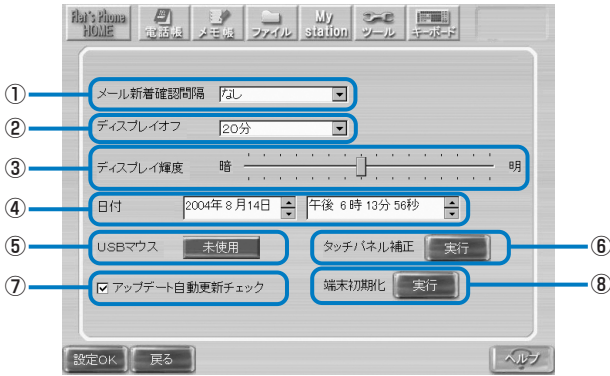 Flat's Phone HOME 電話帳 メモ帳 ファイル My station ツール キーボード
① メール新着確認間隔 なし
② ディスプレイオフ 20分
③ ディスプレイ輝度 暗 明
④ 日付 2004年 8月14日 午後 6時 13分 56秒
⑤ USBマウス 未使用 タッチパネル補正 実行 ⑥
⑦ アップデート自動更新チェック 端末初期化 実行 ⑧
設定OK 戻る ヘルプ